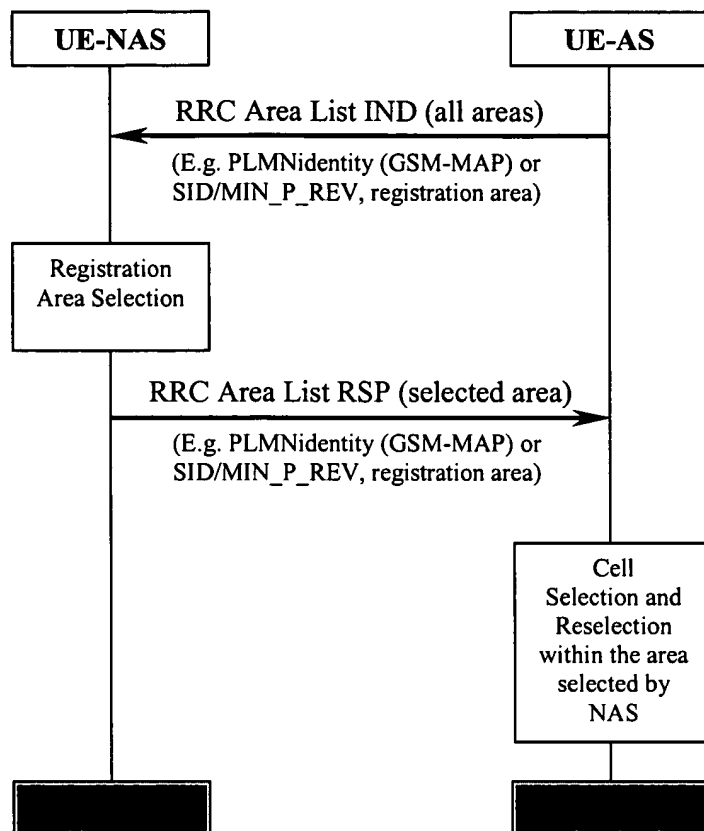 UE-NAS
UE-AS
RRC Area List IND (all areas)
(E.g. PLMNidentity (GSM-MAP) or
SID/MIN_P_REV, registration area)
Registration
Area Selection
RRC Area List RSP (selected area)
(E.g. PLMNidentity (GSM-MAP) or
SID/MIN_P_REV, registration area)
Cell
Selection and
Reselection
within the area
selected by
NAS